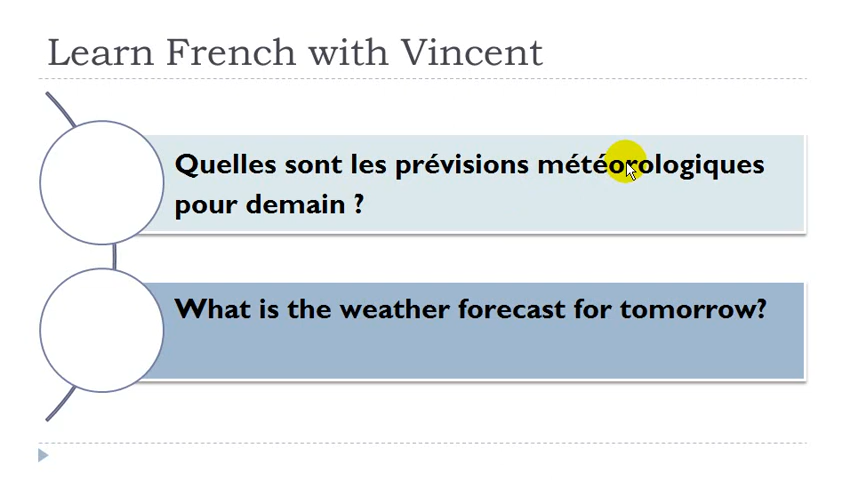 Learn French with Vincent
Quelles sont les prévisions météorologiques
pour demain ?
What is the weather forecast for tomorrow?